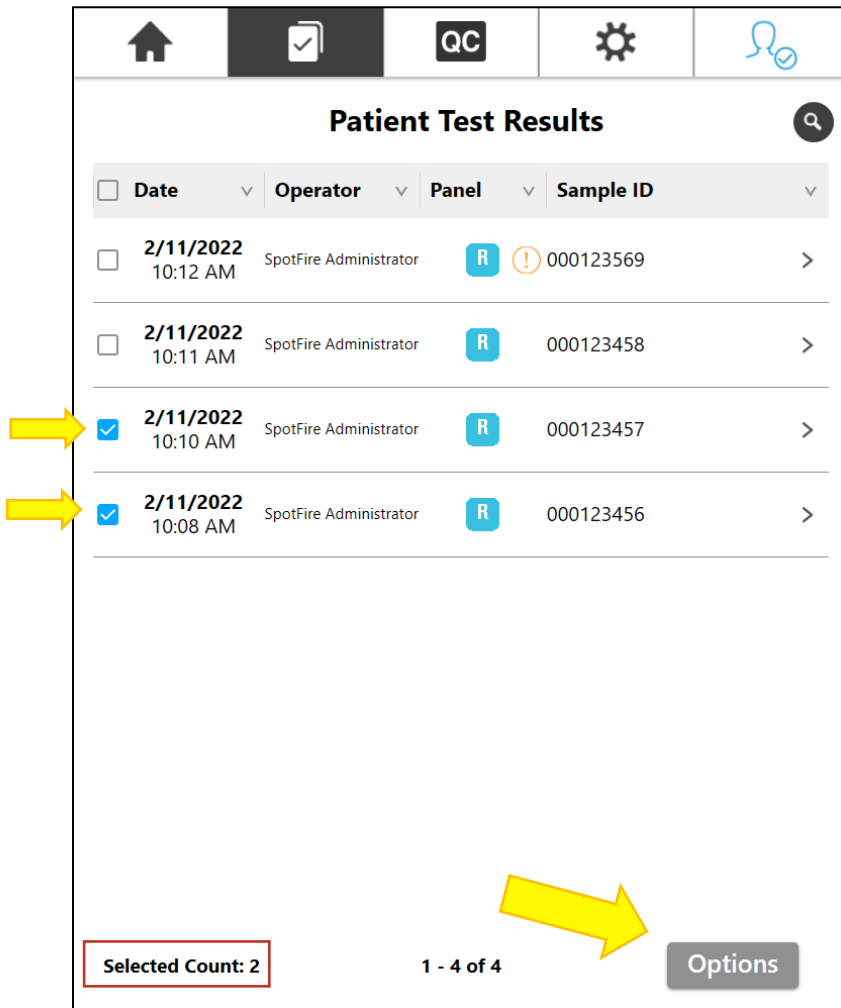 QC
Patient Test Results
Date Operator Panel Sample ID
2/11/2022
10:12 AM SpotFire Administrator R ! 000123569
2/11/2022
10:11 AM SpotFire Administrator R 000123458
2/11/2022
10:10 AM SpotFire Administrator R 000123457
2/11/2022
10:08 AM SpotFire Administrator R 000123456
Selected Count: 2 1 - 4 of 4 Options